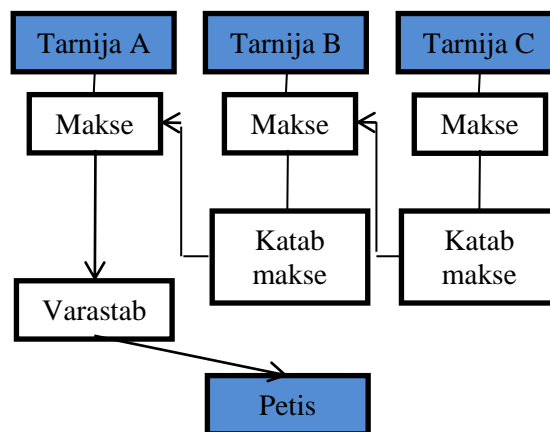 Tarnija A
Tarnija B
Tarnija C
Makse
Makse
Makse
Katab
makse
Katab
makse
Varastab
Petis